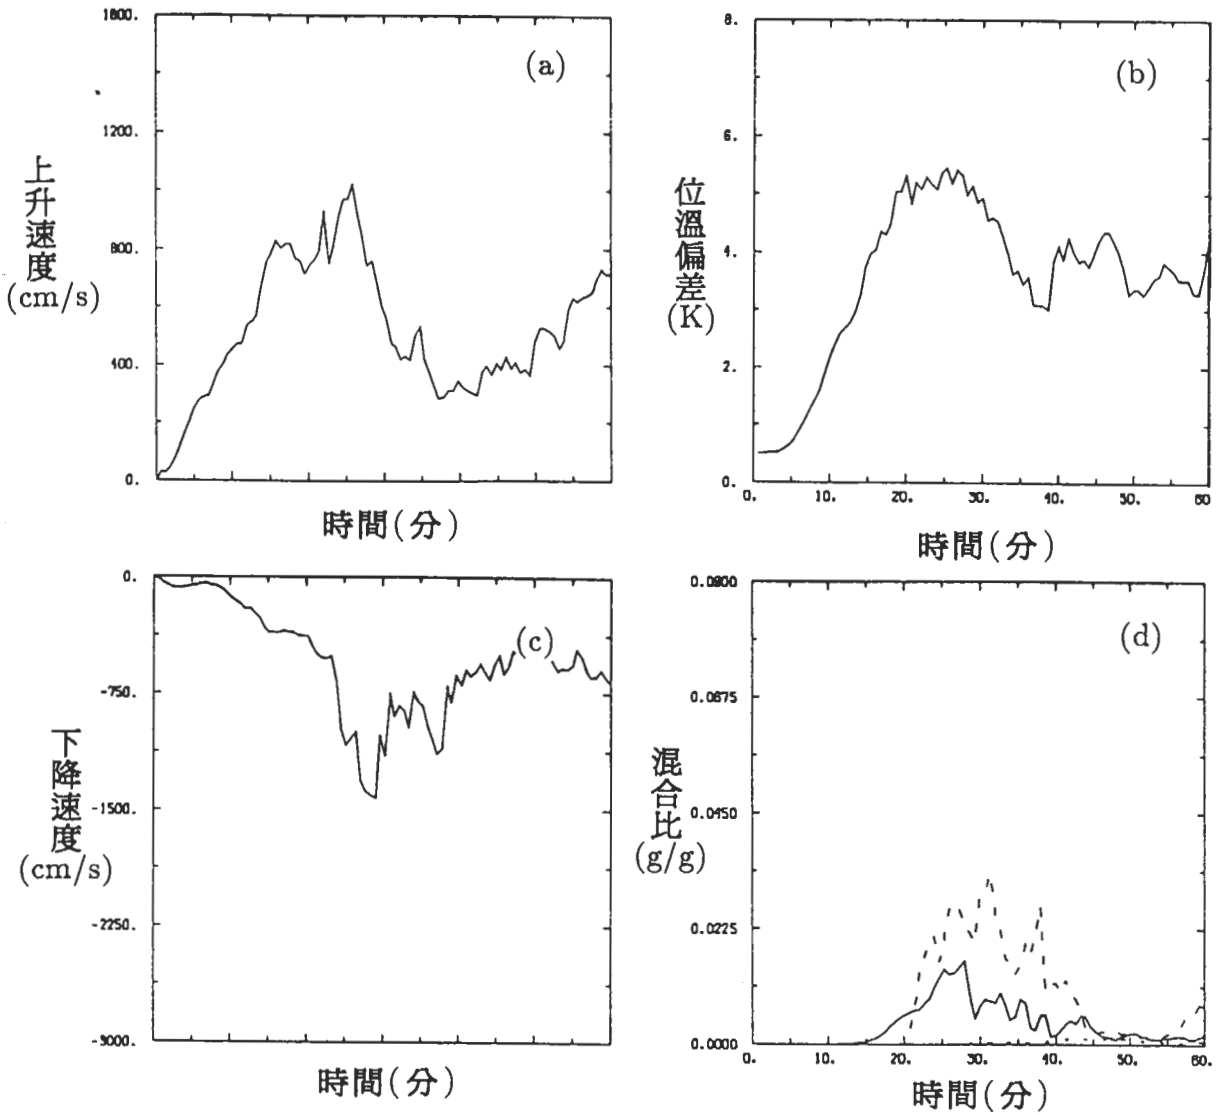 1800.
1200.
800.
400.
0.
上升速度
(cm/s)
(a)
時間(分)
8.
6.
4.
2.
0.
位溫偏差
(K)
(b)
0. 10. 20. 30. 40. 50. 60
時間(分)
0.
-750.
-1500.
-2250.
-3000.
下降速度
(cm/s)
(c)
時間(分)
0.0900
0.0675
0.0450
0.0225
0.0000
混合比
(g/g)
(d)
0. 10. 20. 30. 40. 50. 60.
時間(分)